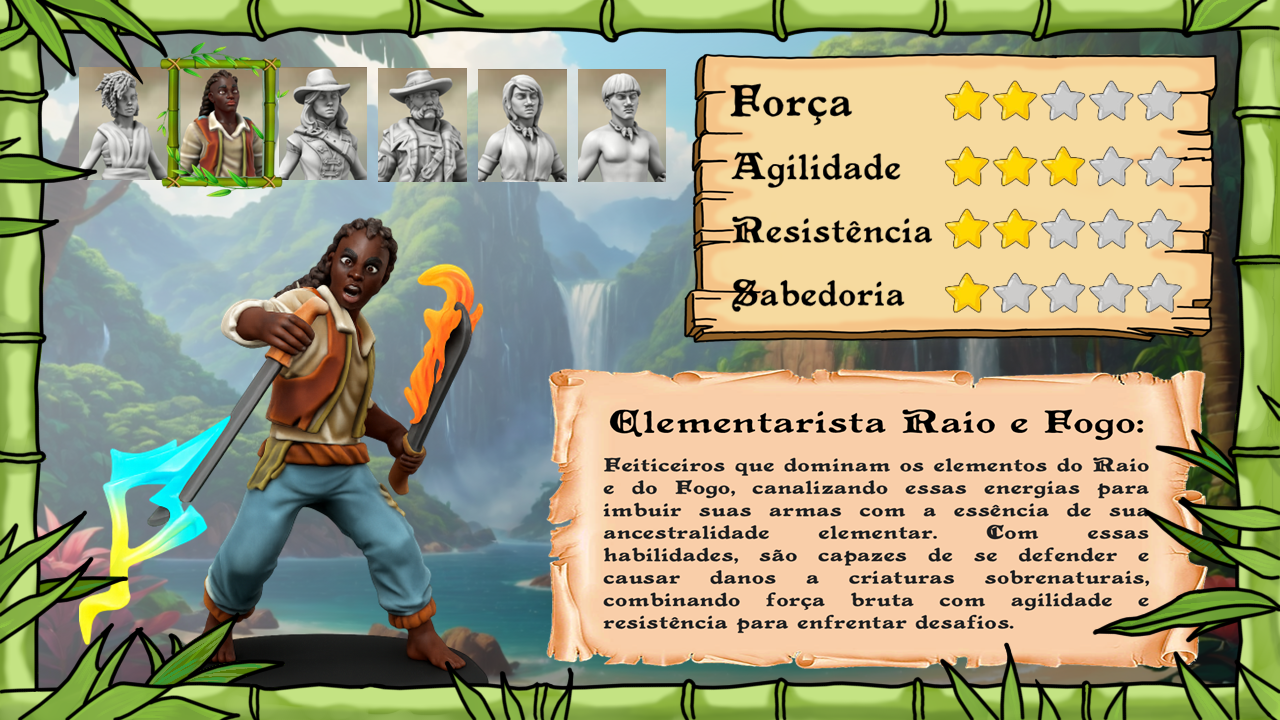 Força
Agilidade
Resistência
Sabedoria
Elementarista Raio e Fogo:
Feiticeiros que dominam os elementos do Raio
e do Fogo, canalizando essas energias para
imbuir suas armas com a essência de sua
ancestralidade elementar. Com essas
habilidades, são capazes de se defender e
causar danos a criaturas sobrenaturais,
combinando força bruta com agilidade e
resistência para enfrentar desafios.